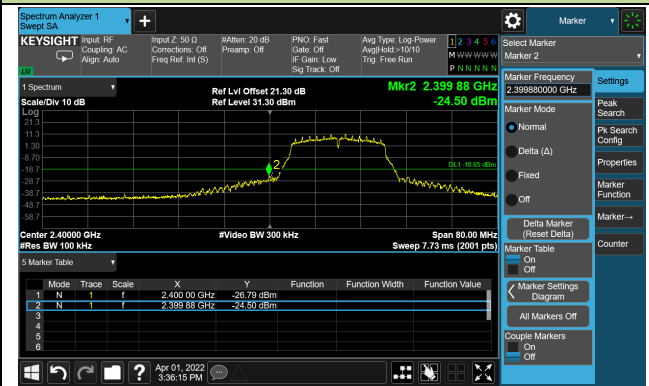 Spectrum Analyzer 1
Swept SA
Marker
KEYSIGHT
Input: RF
Coupling: AC
Align: Auto
Input Z: 50 Ω
Corrections: Off
Freq Ref: Int (S)
#Atten: 20 dB
Preamp: Off
PNO: Fast
Gate: Off
IF Gain: Low
Sig Track: Off
Avg Type: Log-Power
Avg|Hold:>10/10
Trig: Free Run
1 2 3 4 5 6
M W W W W W
P N N N N N
LXI
Select Marker
Marker 2
1 Spectrum
Scale/Div 10 dB
Log
Ref Lvl Offset 21.30 dB
Ref Level 31.30 dBm
Mkr2 2.399 88 GHz
-24.50 dBm
21.3
11.3
1.30
-8.70
-18.7
-28.7
-38.7
-48.7
-58.7
2
DL1 -18.65 dBm
Center 2.40000 GHz
#Res BW 100 kHz
#Video BW 300 kHz
Span 80.00 MHz
Sweep 7.73 ms (2001 pts)
5 Marker Table
Mode Trace Scale X Y Function Function Width Function Value
1 N 1 f 2.400 00 GHz -26.79 dBm
2 N 1 f 2.399 88 GHz -24.50 dBm
3
4
5
6
Marker Frequency
2.399880000 GHz
Marker Mode
Normal
Delta (Δ)
Fixed
Off
Delta Marker
(Reset Delta)
Marker Table
On
Off
Marker Settings
Diagram
All Markers Off
Couple Markers
On
Off
Settings
Peak
Search
Pk Search
Config
Properties
Marker
Function
Marker→
Counter
Apr 01, 2022
3:36:15 PM